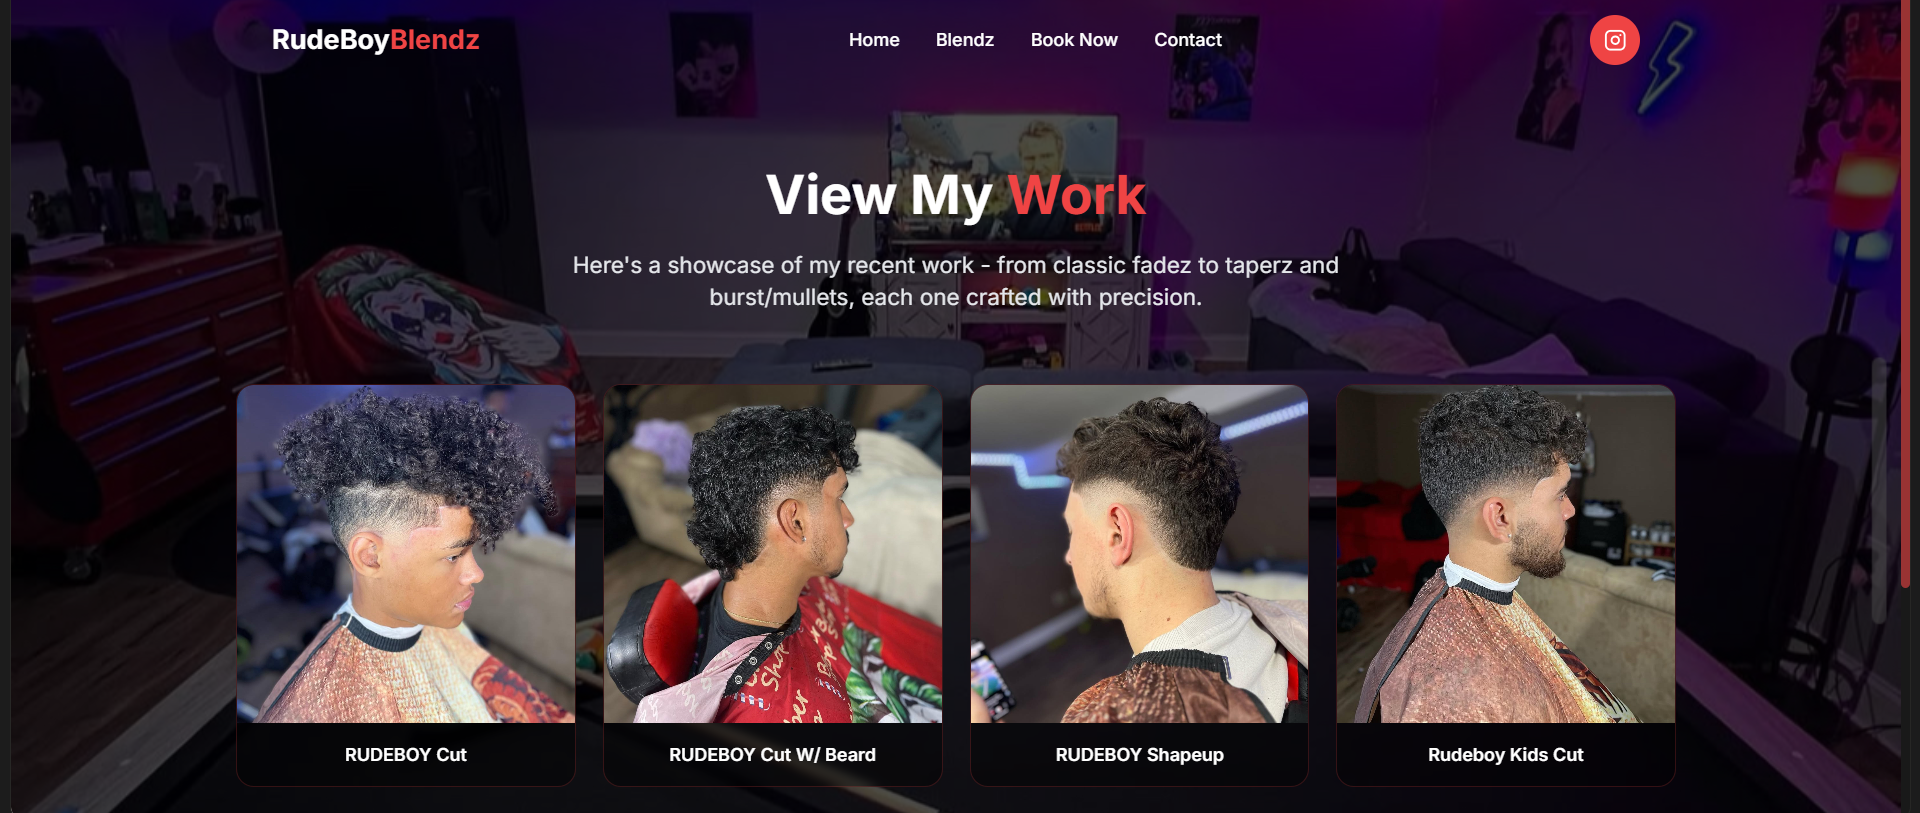 RudeBoyBlendz
Home
Blendz
Book Now
Contact
View My Work
Here's a showcase of my recent work - from classic fadez to taperz and
burst/mullets, each one crafted with precision.
NETFLIX
Shop
RUDEBOY Cut
RUDEBOY Cut W/ Beard
RUDEBOY Shapeup
Rudeboy Kids Cut